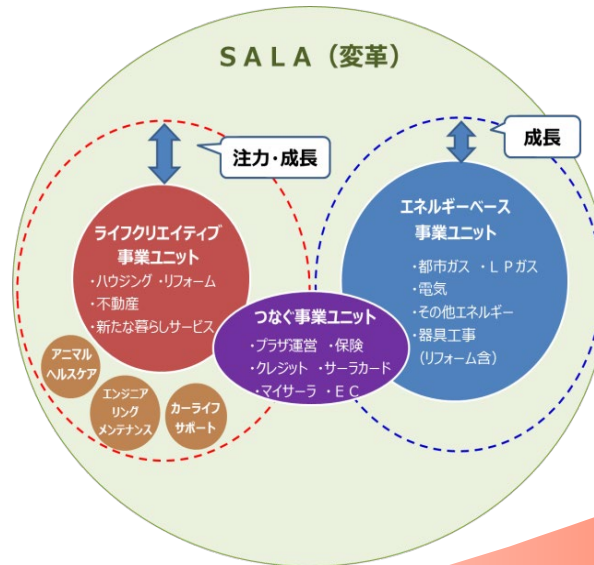 SALA（変革）
注力・成長
成長
ライフクリエイティブ
事業ユニット
・ハウジング ・リフォーム
・不動産
・新たな暮らしサービス
エネルギーベース
事業ユニット
・都市ガス ・ＬＰガス
・電気
・その他エネルギー
・器具工事
（リフォーム含）
つなぐ事業ユニット
・プラザ運営 ・保険
・クレジット ・サーラカード
・マイサーラ ・ＥＣ
アニマル
ヘルスケア
エンジニア
リング
メンテナンス
カーライフ
サポート